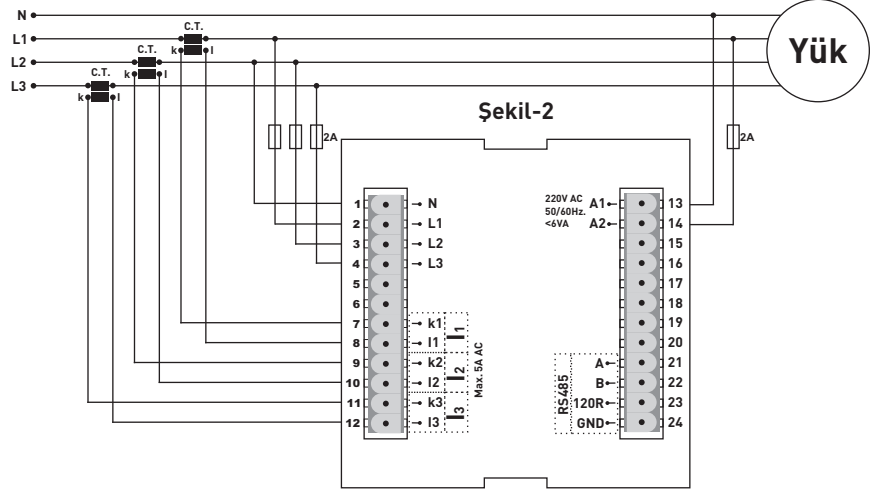 N
C.T.
L1
k l
C.T.
L2
k l
C.T.
L3
k l
Yük
Şekil-2
2A
2A
1 N
2 L1
3 L2
4 L3
5
6
7 k1
8 l1
9 k2
10 l2
11 k3
12 l3
I1
I2
I3
Max. 5A AC
220V AC
50/60Hz.
<6VA
A1 13
A2 14
15
16
17
18
19
20
A 21
B 22
120R 23
GND 24
RS485